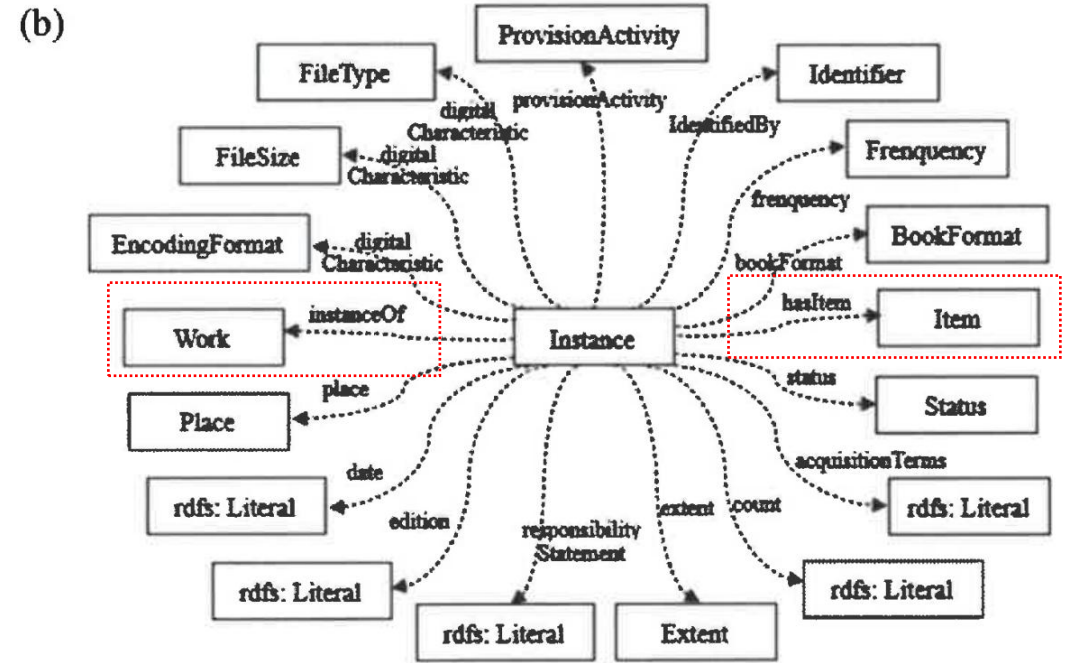 (b)
ProvisionActivity
FileType
Identifier
provisionActivity
digital
Characteristic
IdentifiedBy
FileSize
digital
Characteristic
Frenquency
frenquency
EncodingFormat
digital
Characteristic
BookFormat
bookFormat
instanceOf
hasItem
Work
Instance
Item
place
status
Place
Status
date
acquisitionTerms
rdfs: Literal
edition
responsibility
Statement
extent
count
rdfs: Literal
rdfs: Literal
rdfs: Literal
rdfs: Literal
Extent